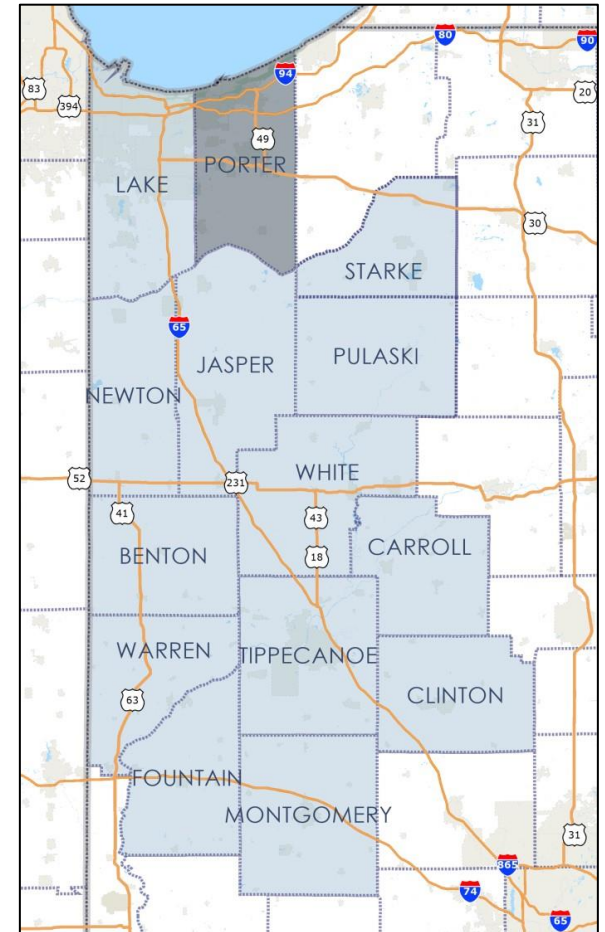 80
90
94
83
394
20
31
49
PORTER
LAKE
30
STARKE
65
JASPER
PULASKI
NEWTON
WHITE
52
231
41
43
CARROLL
BENTON
18
WARREN
TIPPECANOE
CLINTON
63
FOUNTAIN
MONTGOMERY
31
865
74
65